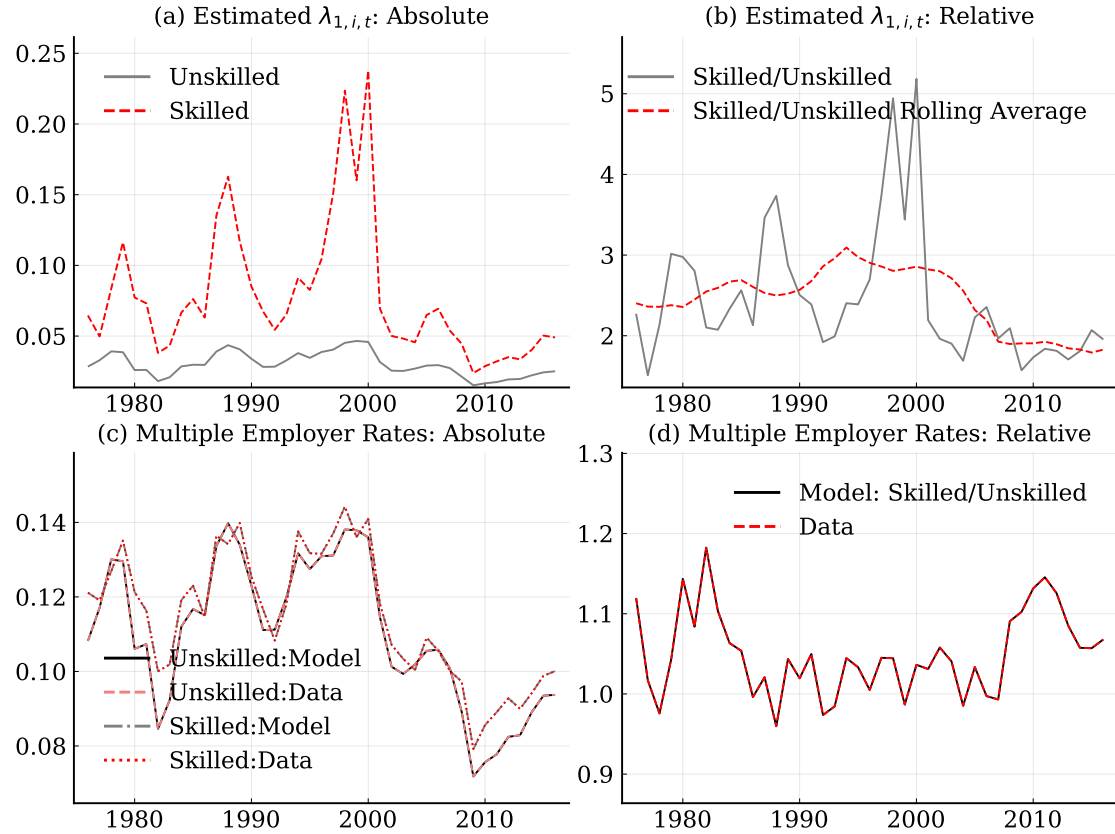 (a) Estimated λ1,i,t: Absolute
0.25
0.20
0.15
0.10
0.05
Unskilled
Skilled
1980
1990
2000
2010
(b) Estimated λ1,i,t: Relative
5
4
3
2
Skilled/Unskilled
Skilled/Unskilled Rolling Average
1980
1990
2000
2010
(c) Multiple Employer Rates: Absolute
0.14
0.12
0.10
0.08
Unskilled:Model
Unskilled:Data
Skilled:Model
Skilled:Data
1980
1990
2000
2010
(d) Multiple Employer Rates: Relative
1.3
1.2
1.1
1.0
0.9
Model: Skilled/Unskilled
Data
1980
1990
2000
2010